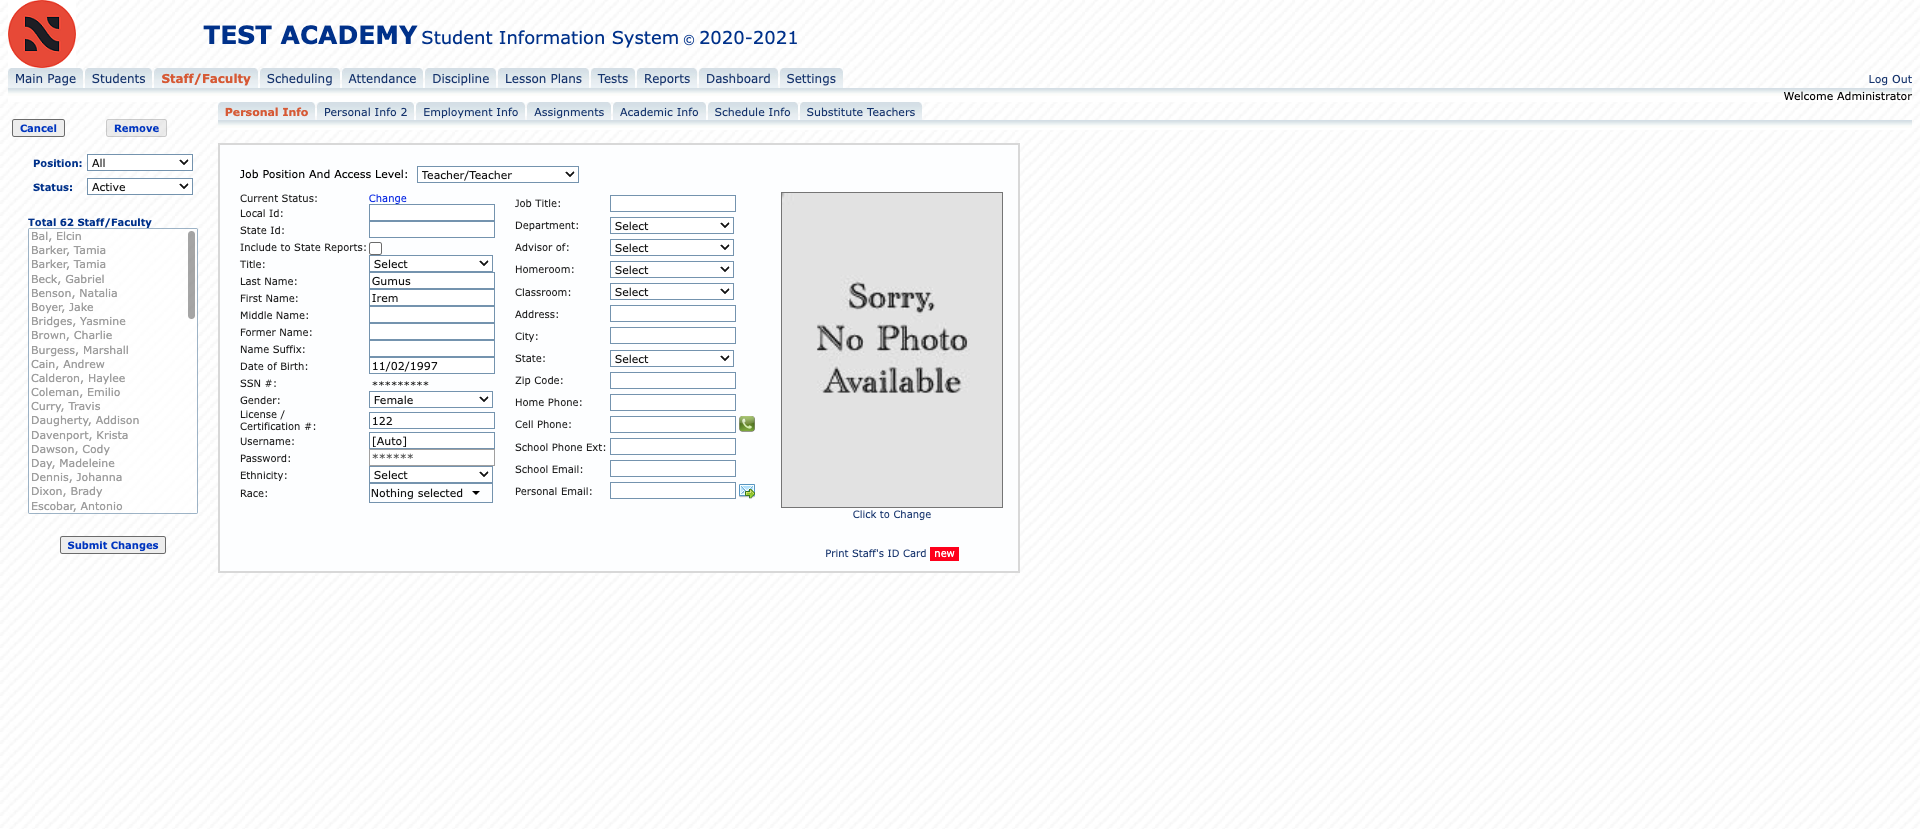 TEST ACADEMY Student Information System © 2020-2021
Main Page Students Staff/Faculty Scheduling Attendance Discipline Lesson Plans Tests Reports Dashboard Settings
Log Out
Welcome Administrator
Personal Info Personal Info 2 Employment Info Assignments Academic Info Schedule Info Substitute Teachers
Cancel Remove
Position: All
Status: Active
Total 62 Staff/Faculty
Bal, Elcin
Barker, Tamia
Barker, Tamia
Beck, Gabriel
Benson, Natalia
Boyer, Jake
Bridges, Yasmine
Brown, Charlie
Burgess, Marshall
Cain, Andrew
Calderon, Haylee
Coleman, Emilio
Curry, Travis
Daugherty, Addison
Davenport, Krista
Dawson, Cody
Day, Madeleine
Dennis, Johanna
Dixon, Brady
Escobar, Antonio
Submit Changes
Job Position And Access Level: Teacher/Teacher
Current Status: Change
Local Id:
State Id:
Include to State Reports:
Title: Select
Last Name: Gumus
First Name: Irem
Middle Name:
Former Name:
Name Suffix:
Date of Birth: 11/02/1997
SSN #: *********
Gender: Female
License /
Certification #: 122
Username: [Auto]
Password: ******
Ethnicity: Select
Race: Nothing selected
Job Title:
Department: Select
Advisor of: Select
Homeroom: Select
Classroom: Select
Address:
City:
State: Select
Zip Code:
Home Phone:
Cell Phone:
School Phone Ext:
School Email:
Personal Email:
Sorry,
No Photo
Available
Click to Change
Print Staff's ID Card new